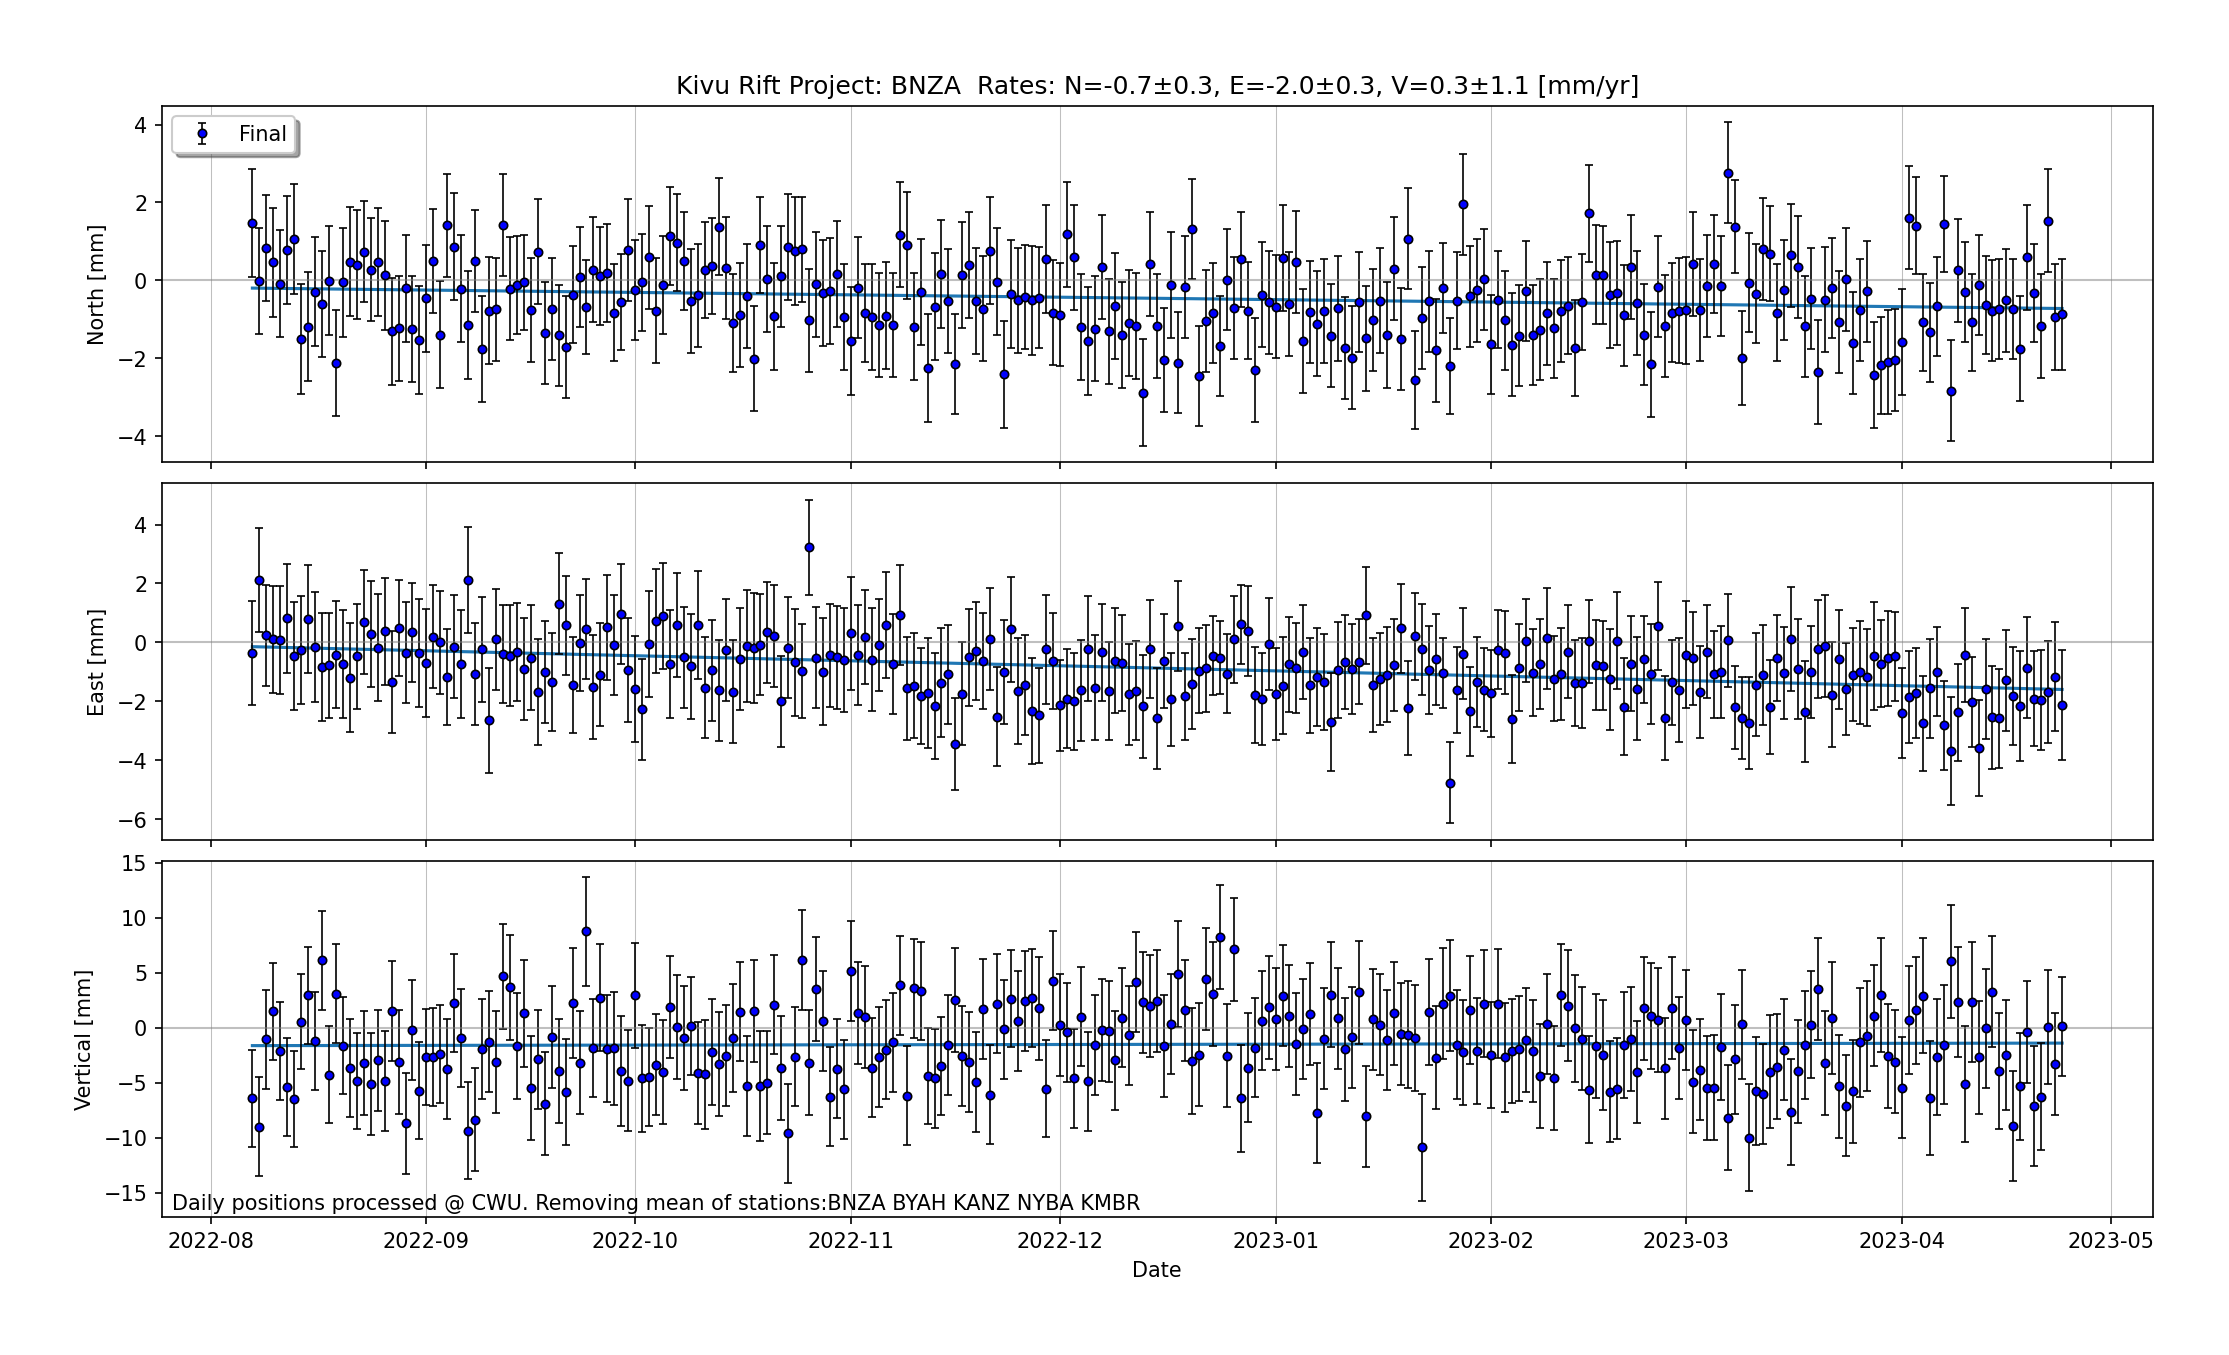 Kivu Rift Project: BNZA  Rates: N=-0.7±0.3, E=-2.0±0.3, V=0.3±1.1 [mm/yr]
Final
North [mm]
4
2
0
−2
−4
East [mm]
4
2
0
−2
−4
−6
Vertical [mm]
15
10
5
0
−5
−10
−15
Daily positions processed @ CWU. Removing mean of stations:BNZA BYAH KANZ NYBA KMBR
2022-08 2022-09 2022-10 2022-11 2022-12 2023-01 2023-02 2023-03 2023-04 2023-05
Date